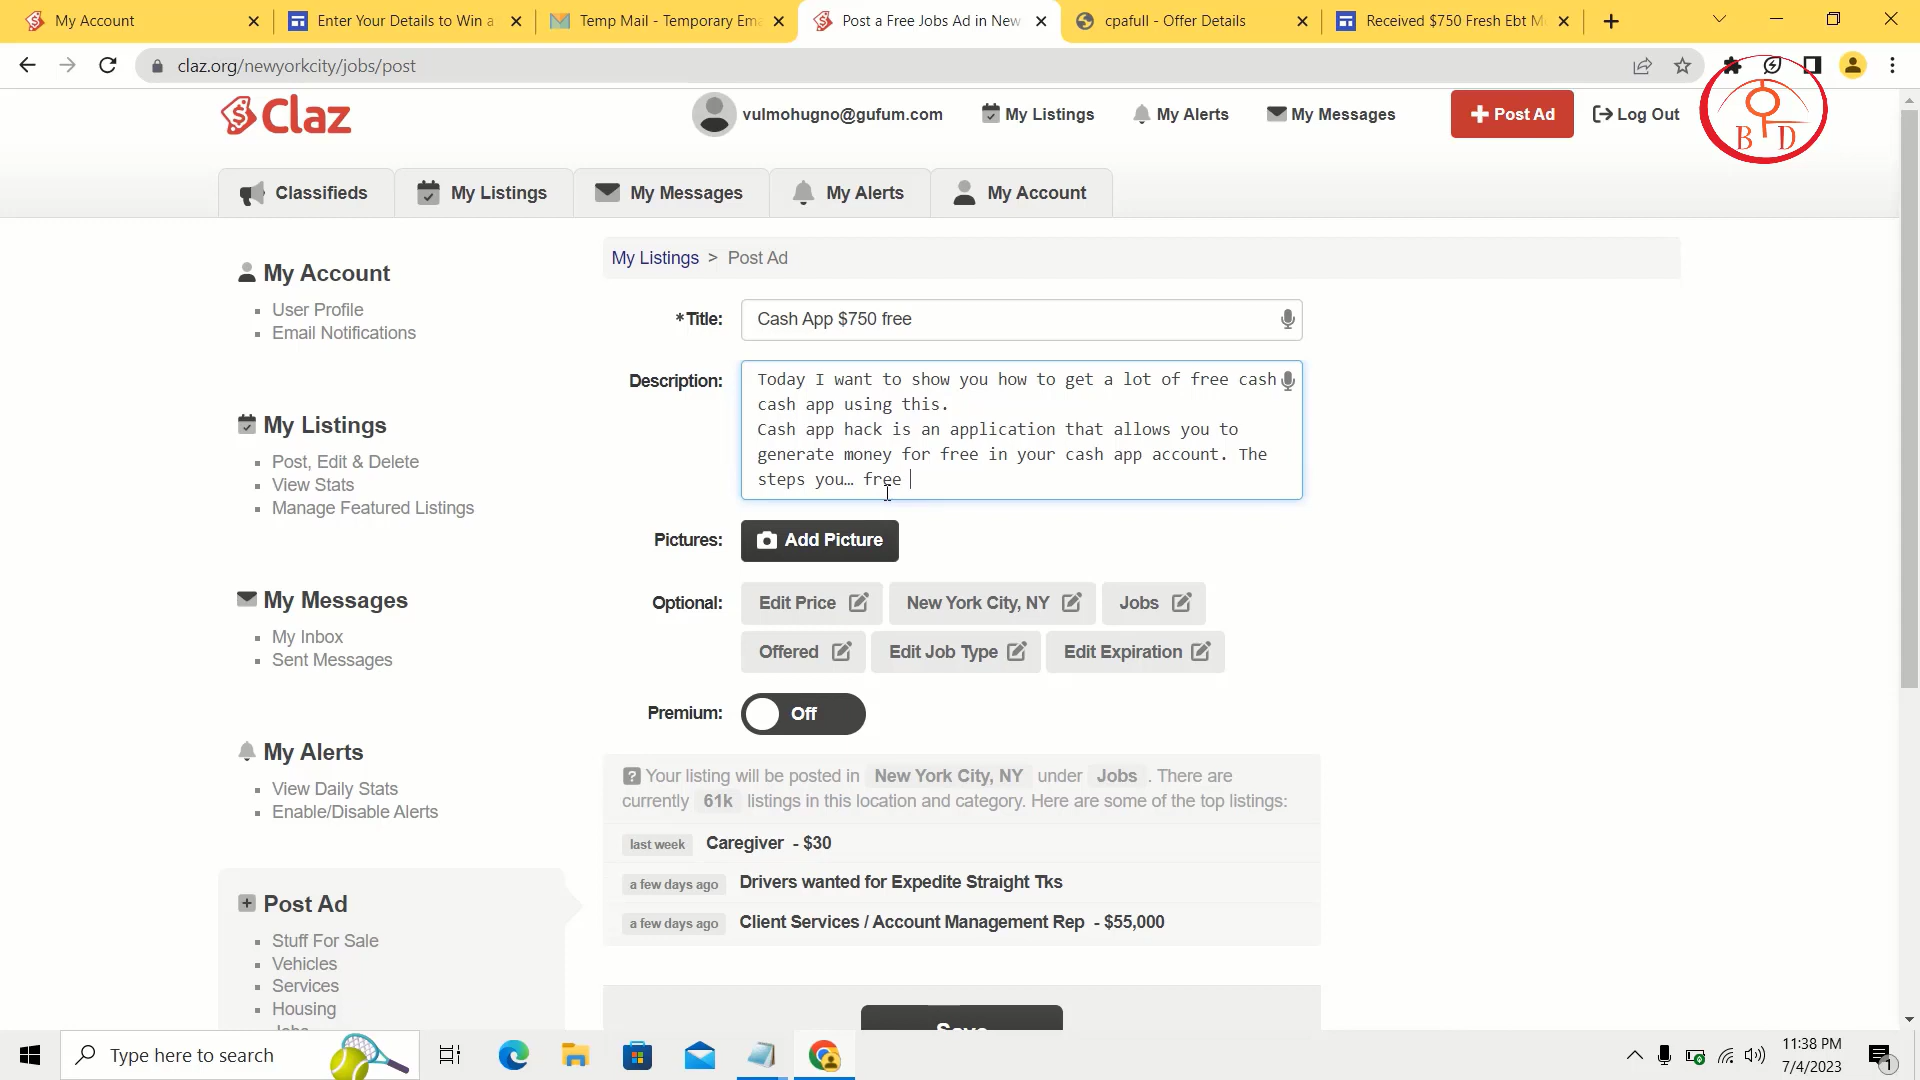 My Account
Enter Your Details to Win a
Temp Mail - Temporary Ema
Post a Free Jobs Ad in New
cpafull - Offer Details
Received $750 Fresh Ebt M
claz.org/newyorkcity/jobs/post
Claz
vulmohugno@gufum.com
My Listings
My Alerts
My Messages
Post Ad
Log Out
B D
Classifieds
My Listings
My Messages
My Alerts
My Account
My Account
User Profile
Email Notifications
My Listings
Post, Edit & Delete
View Stats
Manage Featured Listings
My Messages
My Inbox
Sent Messages
My Alerts
View Daily Stats
Enable/Disable Alerts
Post Ad
Stuff For Sale
Vehicles
Services
Housing
My Listings > Post Ad
*Title:
Cash App $750 free
Description:
Today I want to show you how to get a lot of free cash
cash app using this.
Cash app hack is an application that allows you to
generate money for free in your cash app account. The
steps you… free
Pictures:
Add Picture
Optional:
Edit Price
New York City, NY
Jobs
Offered
Edit Job Type
Edit Expiration
Premium:
Off
? Your listing will be posted in New York City, NY under Jobs . There are
currently 61k listings in this location and category. Here are some of the top listings:
last week Caregiver - $30
a few days ago Drivers wanted for Expedite Straight Tks
a few days ago Client Services / Account Management Rep - $55,000
Save
Type here to search
11:38 PM
7/4/2023
1